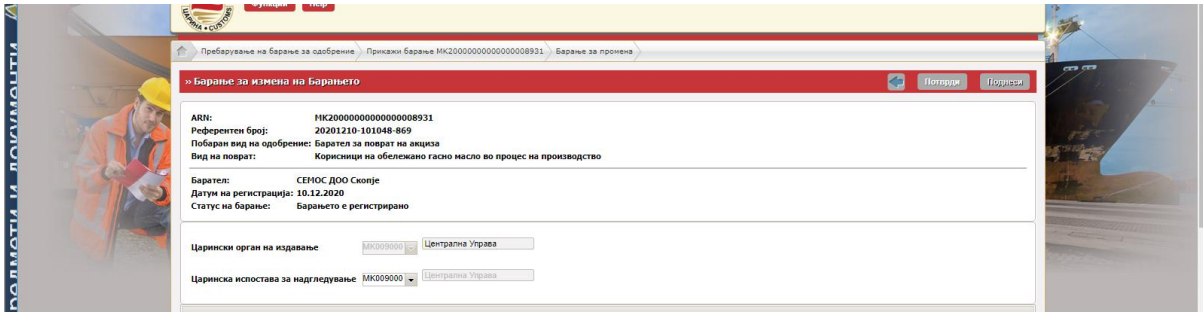 ЦАРИНА • CUSTOMS
Функции Help
Пребарување на барање за одобрение Прикажи барање MK20000000000000008931 Барање за промена
» Барање за измена на Барањето Потврди Поднеси
ARN: MK20000000000000008931
Референтен број: 20201210-101048-869
Побаран вид на одобрение: Барател за поврат на акциза
Вид на поврат: Корисници на обележано гасно масло во процес на производство
Барател: СЕМОС ДОО Скопје
Датум на регистрација: 10.12.2020
Статус на барање: Барањето е регистрирано
Царински орган на издавање MK009000 Централна Управа
Царинска испостава за надгледување MK009000 Централна Управа
редмети и документи